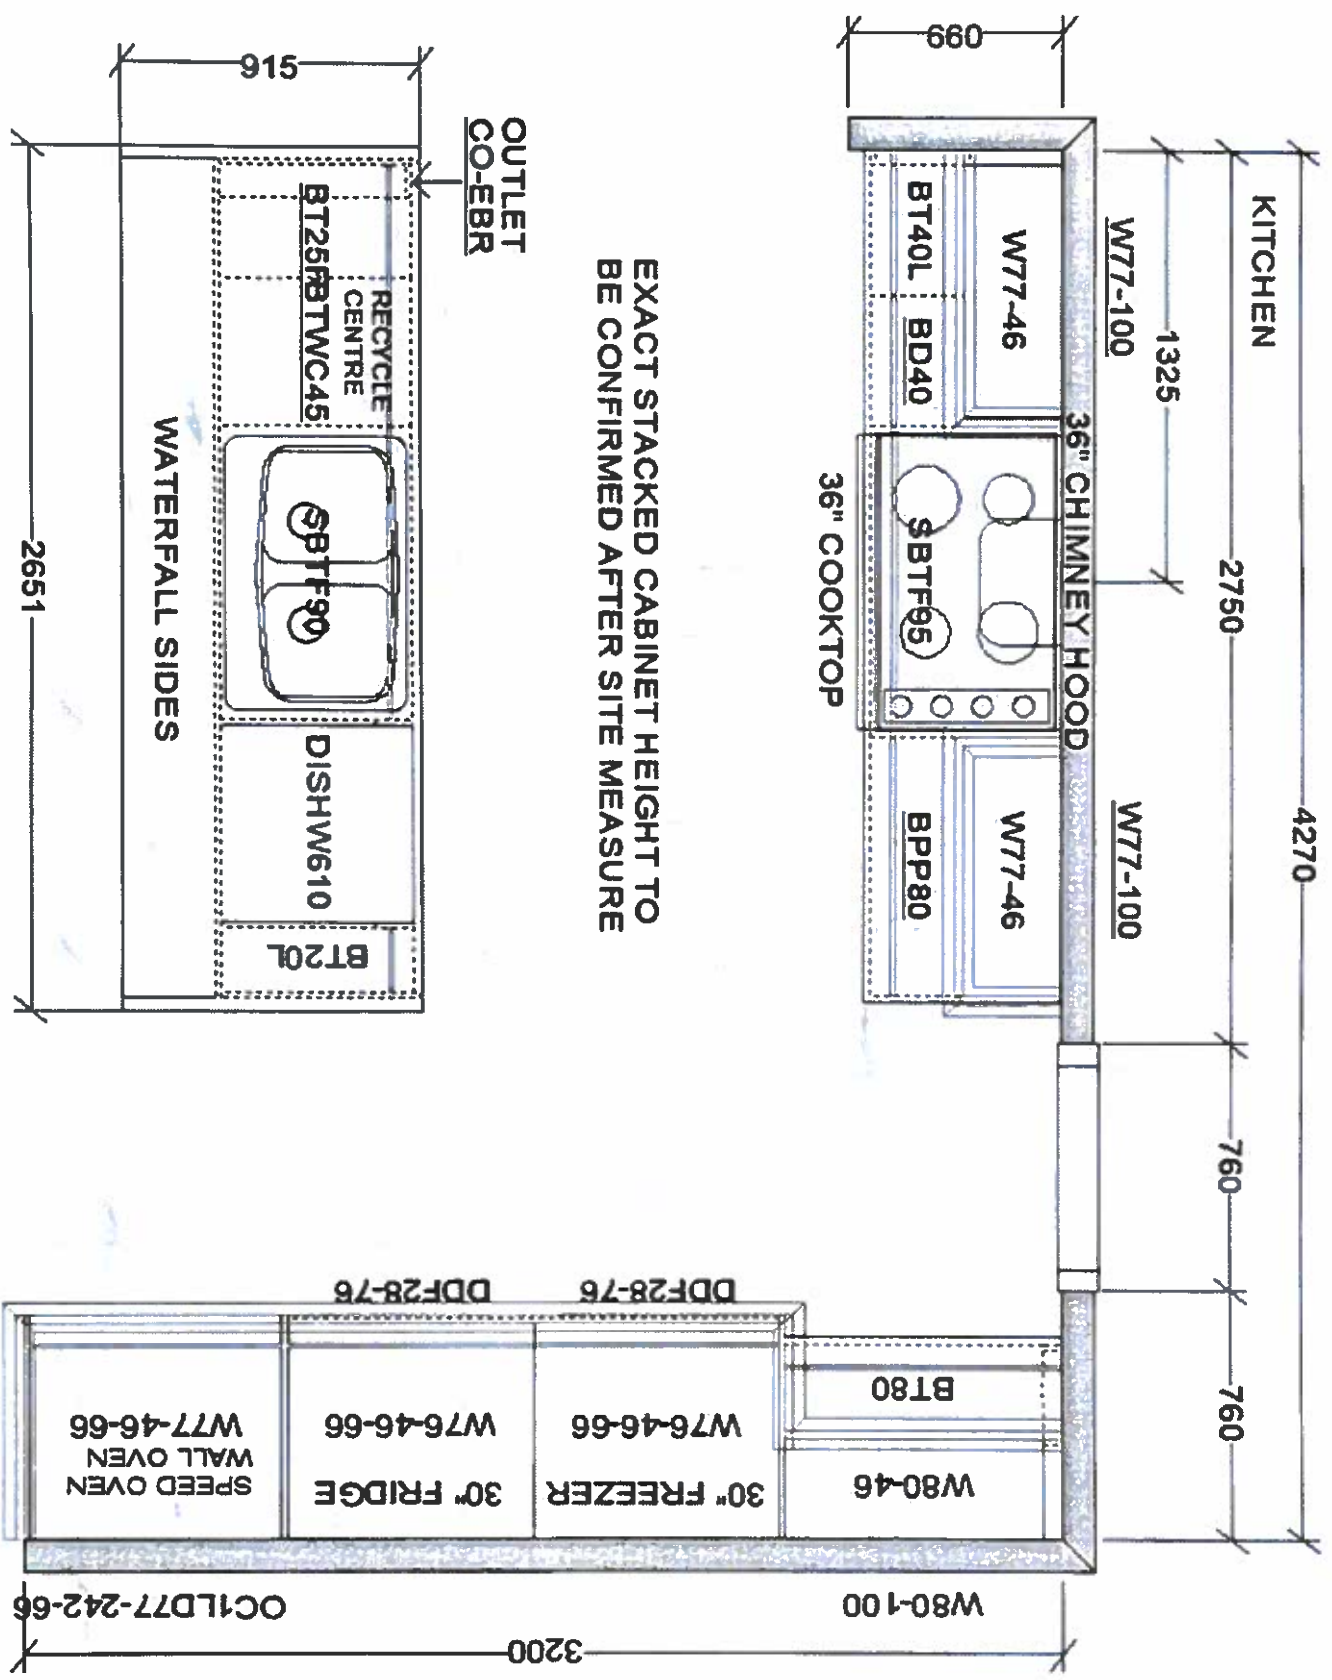 KITCHEN
4270
2750
760
760
1325
W77-100
W77-100
36" CHIMNEY HOOD
660
W77-46
BT40L
BD40
SBTF95
W77-46
BPP80
36" COOKTOP
EXACT STACKED CABINET HEIGHT TO
BE CONFIRMED AFTER SITE MEASURE
OUTLET
CO-EBR
915
RECYCLE
CENTRE
BTWC45
SBTF90
DISHW610
BT20L
WATERFALL SIDES
2651
W80-100
3200
W80-46
BT80
30" FREEZER
W76-46-66
DDF28-76
30" FRIDGE
W76-46-66
DDF28-76
SPEED OVEN
WALL OVEN
W77-46-66
OC1LD77-242-66